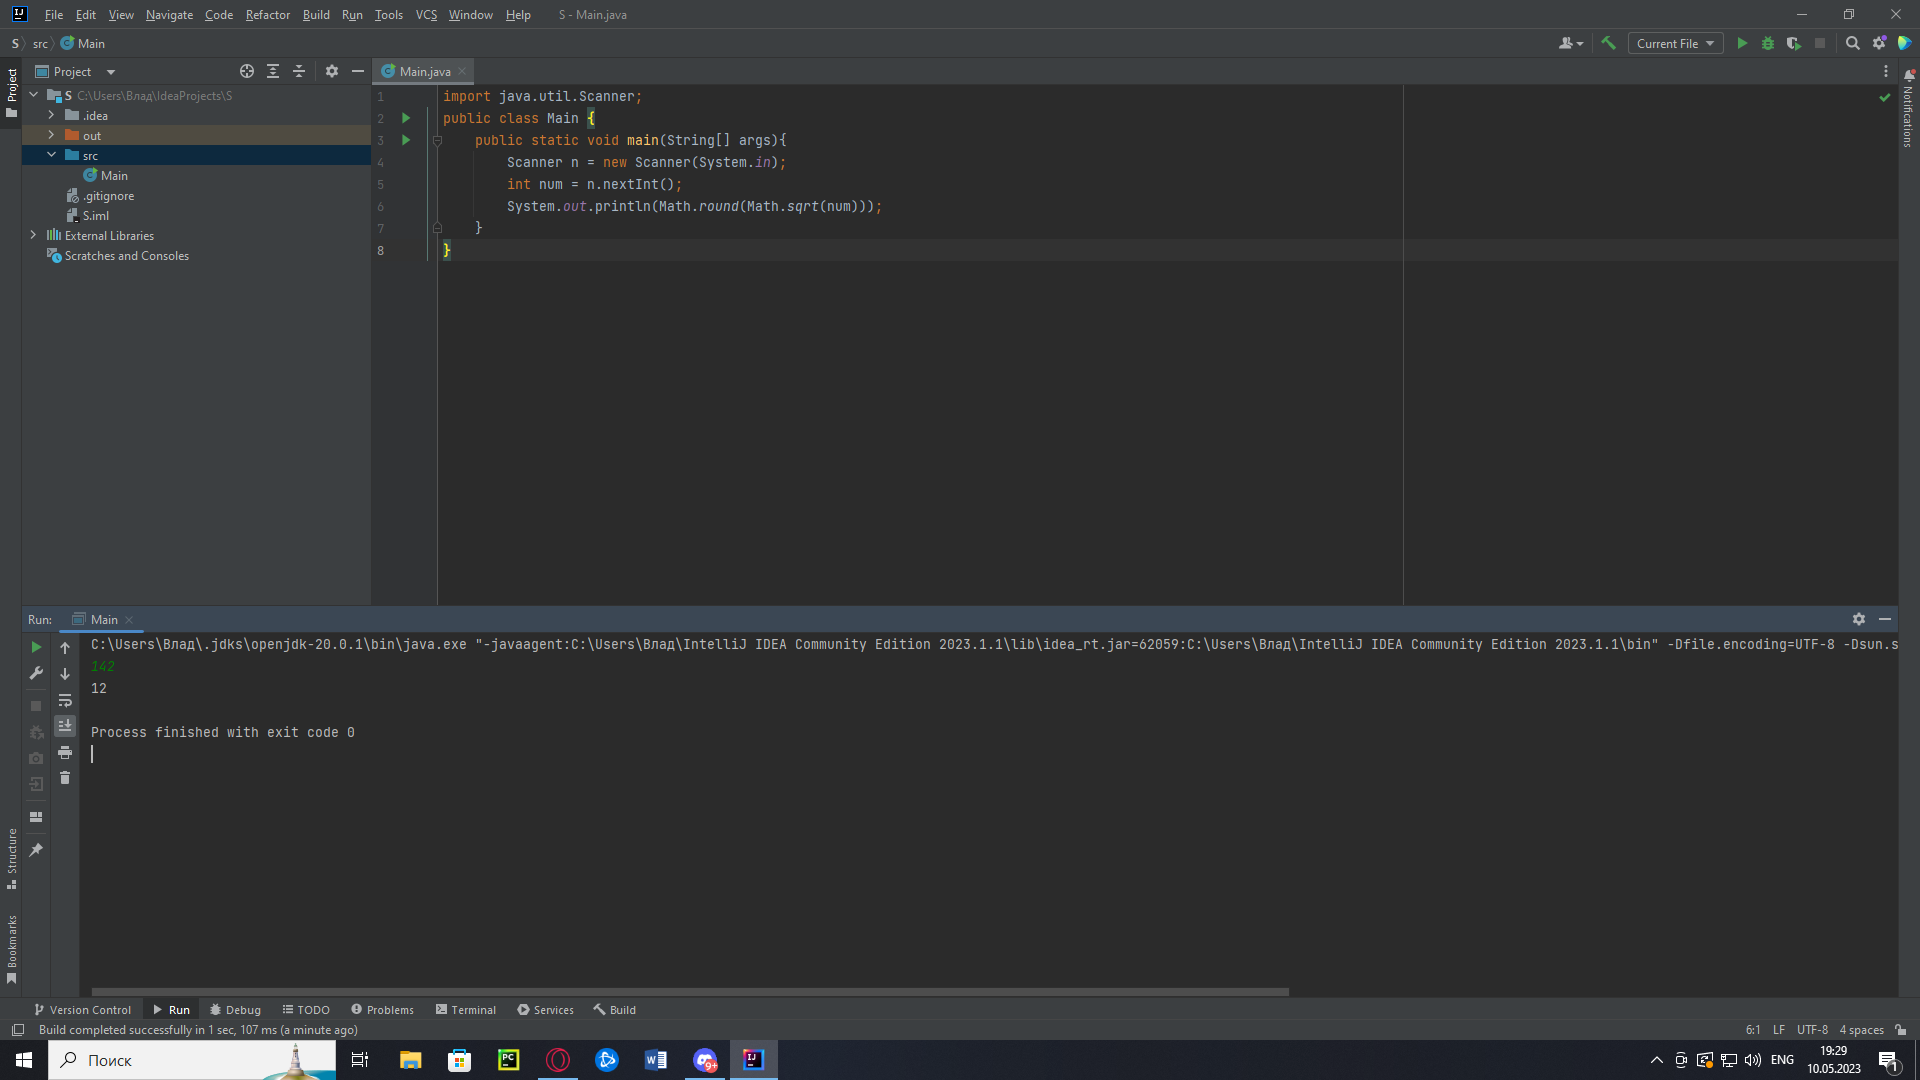 File Edit View Navigate Code Refactor Build Run Tools VCS Window Help S - Main.java
S src Main Current File
Project Main.java
Project
S C:\Users\Влад\IdeaProjects\S
.idea
out
src
Main
.gitignore
S.iml
External Libraries
Scratches and Consoles
1 import java.util.Scanner;
2 public class Main {
3 public static void main(String[] args){
4 Scanner n = new Scanner(System.in);
5 int num = n.nextInt();
6 System.out.println(Math.round(Math.sqrt(num)));
7 }
8 }
Notifications
Run: Main
C:\Users\Влад\.jdks\openjdk-20.0.1\bin\java.exe "-javaagent:C:\Users\Влад\IntelliJ IDEA Community Edition 2023.1.1\lib\idea_rt.jar=62059:C:\Users\Влад\IntelliJ IDEA Community Edition 2023.1.1\bin" -Dfile.encoding=UTF-8 -Dsun.s
142
12
Process finished with exit code 0
Structure
Bookmarks
Version Control Run Debug TODO Problems Terminal Services Build
Build completed successfully in 1 sec, 107 ms (a minute ago) 6:1 LF UTF-8 4 spaces
Поиск ENG 19:29
10.05.2023